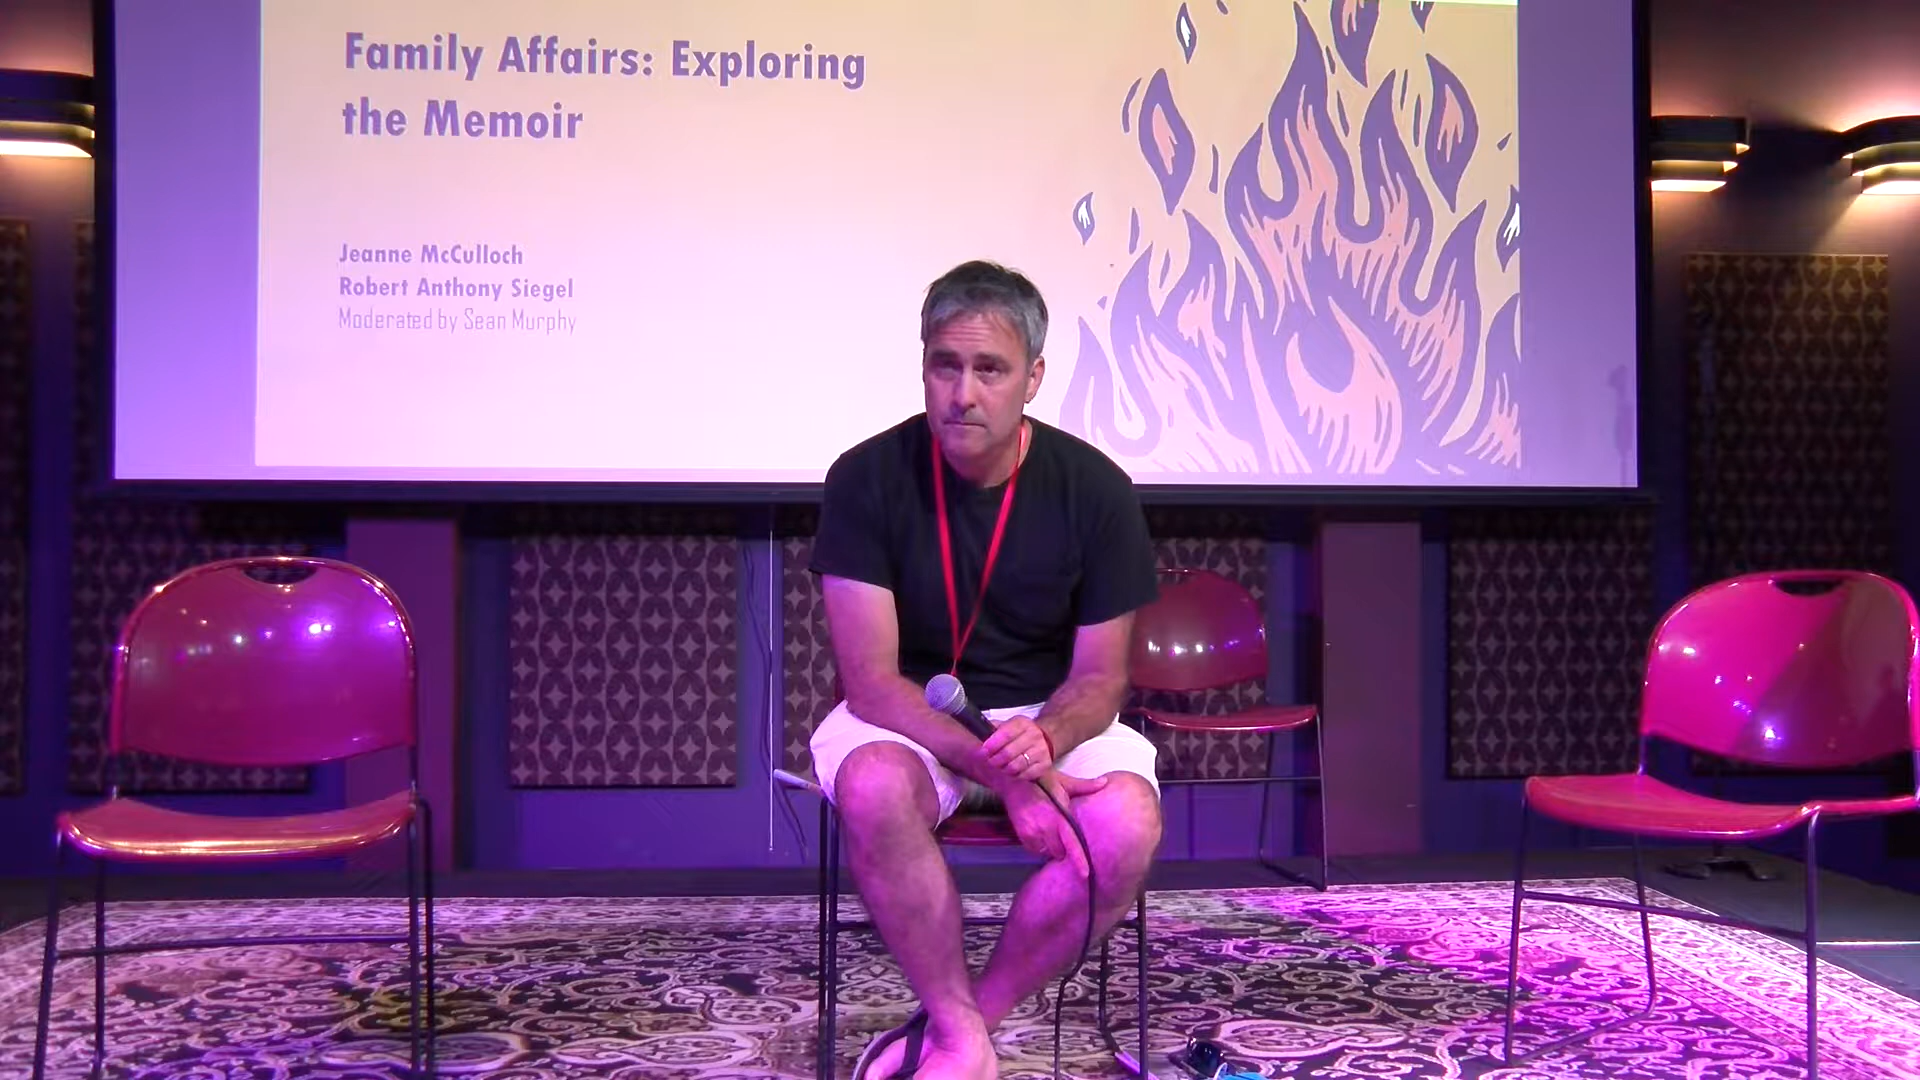 Family Affairs: Exploring
the Memoir
Jeanne McCulloch
Robert Anthony Siegel
Moderated by Sean Murphy